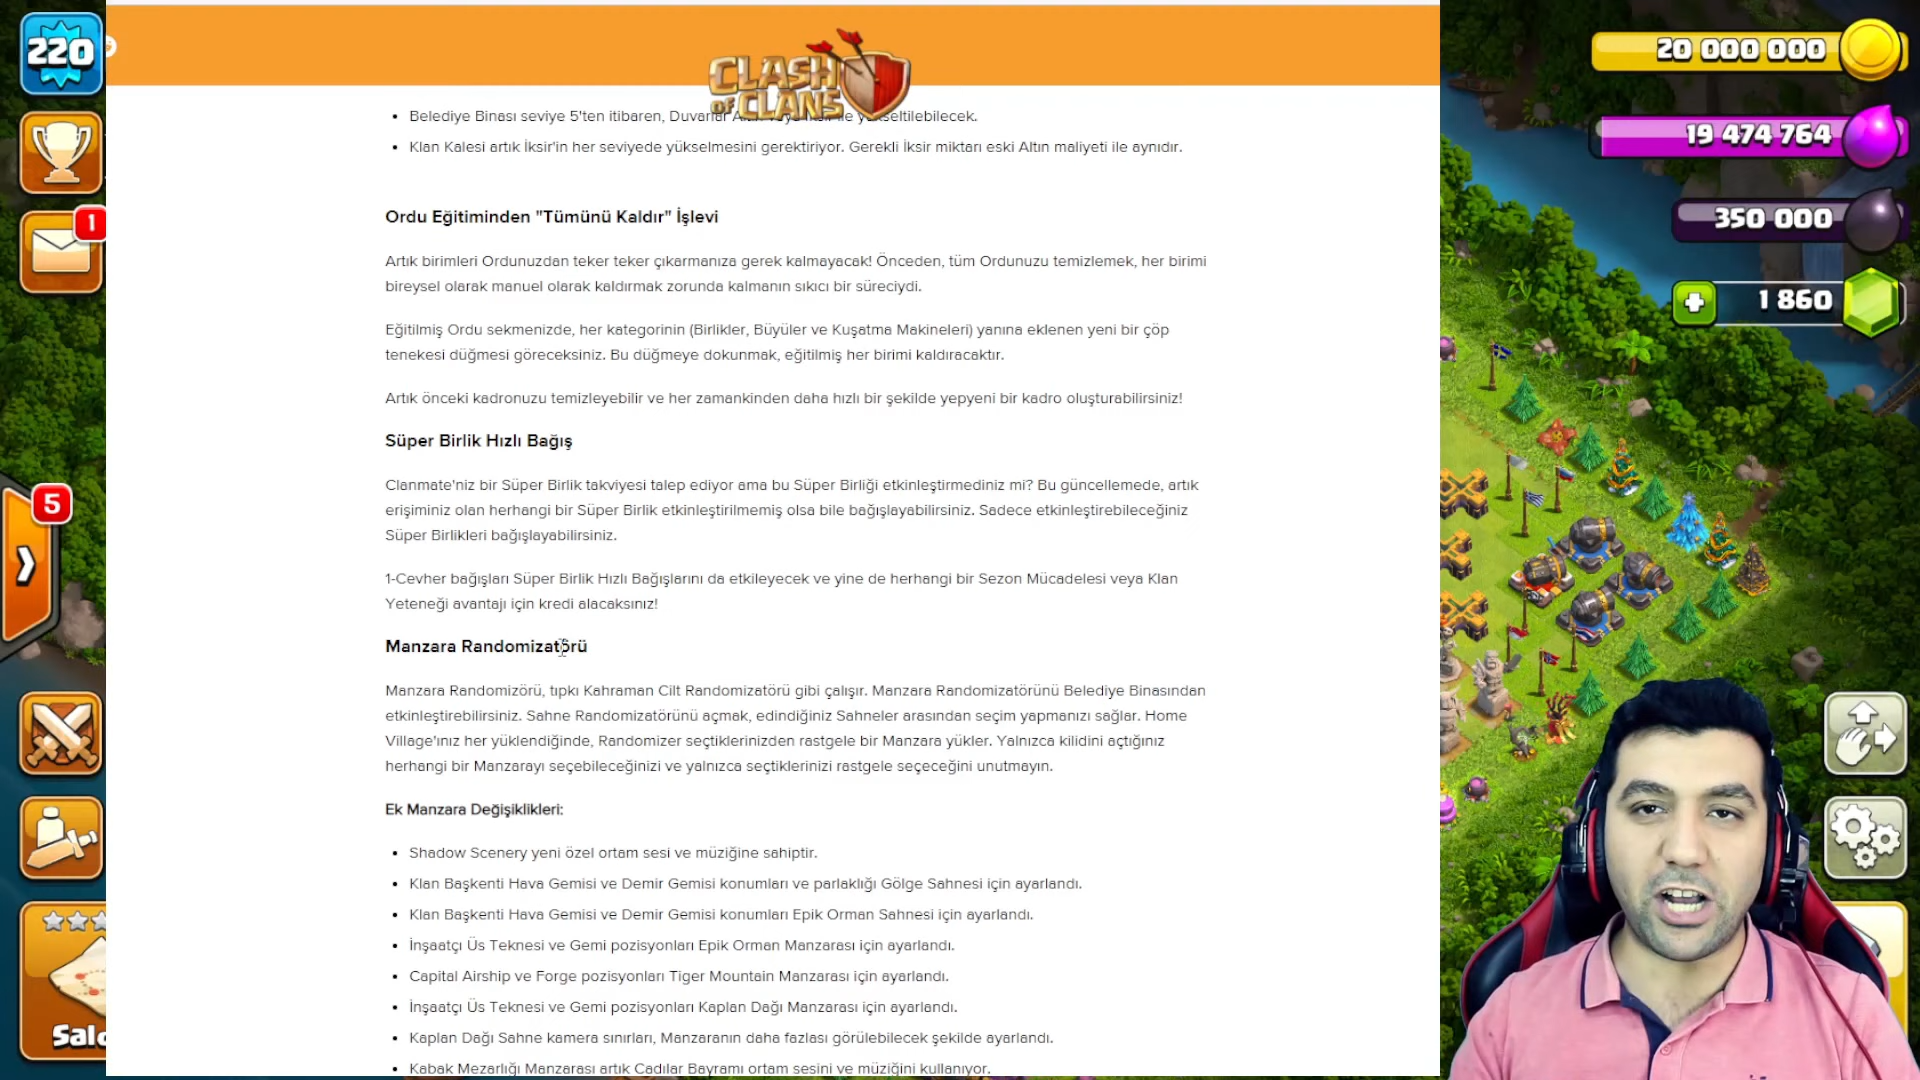 220
20 000 000
CLASH
OF CLANS
Belediye Binası seviye 5'ten itibaren, Duvarlar yükseltilebilecek.
Klan Kalesi artık İksir'in her seviyede yükselmesini gerektiriyor. Gerekli İksir miktarı eski Altın maliyeti ile aynıdır.
19 474 764
1
Ordu Eğitiminden "Tümünü Kaldır" İşlevi
350 000
Artık birimleri Ordunuzdan teker teker çıkarmanıza gerek kalmayacak! Önceden, tüm Ordunuzu temizlemek, her birimi
bireysel olarak manuel olarak kaldırmak zorunda kalmanın sıkıcı bir süreciydi.
1 860
Eğitilmiş Ordu sekmenizde, her kategorinin (Birlikler, Büyüler ve Kuşatma Makineleri) yanına eklenen yeni bir çöp
tenekesi düğmesi göreceksiniz. Bu düğmeye dokunmak, eğitilmiş her birimi kaldıracaktır.
Artık önceki kadronuzu temizleyebilir ve her zamankinden daha hızlı bir şekilde yepyeni bir kadro oluşturabilirsiniz!
Süper Birlik Hızlı Bağış
5
Clanmate'niz bir Süper Birlik takviyesi talep ediyor ama bu Süper Birliği etkinleştirmediniz mi? Bu güncellemede, artık
erişiminiz olan herhangi bir Süper Birlik etkinleştirilmemiş olsa bile bağışlayabilirsiniz. Sadece etkinleştirebileceğiniz
Süper Birlikleri bağışlayabilirsiniz.
1-Cevher bağışları Süper Birlik Hızlı Bağışlarını da etkileyecek ve yine de herhangi bir Sezon Mücadelesi veya Klan
Yeteneği avantajı için kredi alacaksınız!
Manzara Randomizatörü
Manzara Randomizörü, tıpkı Kahraman Cilt Randomizatörü gibi çalışır. Manzara Randomizatörünü Belediye Binasından
etkinleştirebilirsiniz. Sahne Randomizatörünü açmak, edindiğiniz Sahneler arasından seçim yapmanızı sağlar. Home
Village'ınız her yüklendiğinde, Randomizer seçtiklerinizden rastgele bir Manzara yükler. Yalnızca kilidini açtığınız
herhangi bir Manzarayı seçebileceğinizi ve yalnızca seçtiklerinizi rastgele seçeceğini unutmayın.
Ek Manzara Değişiklikleri:
Shadow Scenery yeni özel ortam sesi ve müziğine sahiptir.
Klan Başkenti Hava Gemisi ve Demir Gemisi konumları ve parlaklığı Gölge Sahnesi için ayarlandı.
Klan Başkenti Hava Gemisi ve Demir Gemisi konumları Epik Orman Sahnesi için ayarlandı.
İnşaatçı Üs Teknesi ve Gemi pozisyonları Epik Orman Manzarası için ayarlandı.
Capital Airship ve Forge pozisyonları Tiger Mountain Manzarası için ayarlandı.
İnşaatçı Üs Teknesi ve Gemi pozisyonları Kaplan Dağı Manzarası için ayarlandı.
Kaplan Dağı Sahne kamera sınırları, Manzaranın daha fazlası görülebilecek şekilde ayarlandı.
Kabak Mezarlığı Manzarası artık Cadılar Bayramı ortam sesini ve müziğini kullanıyor.